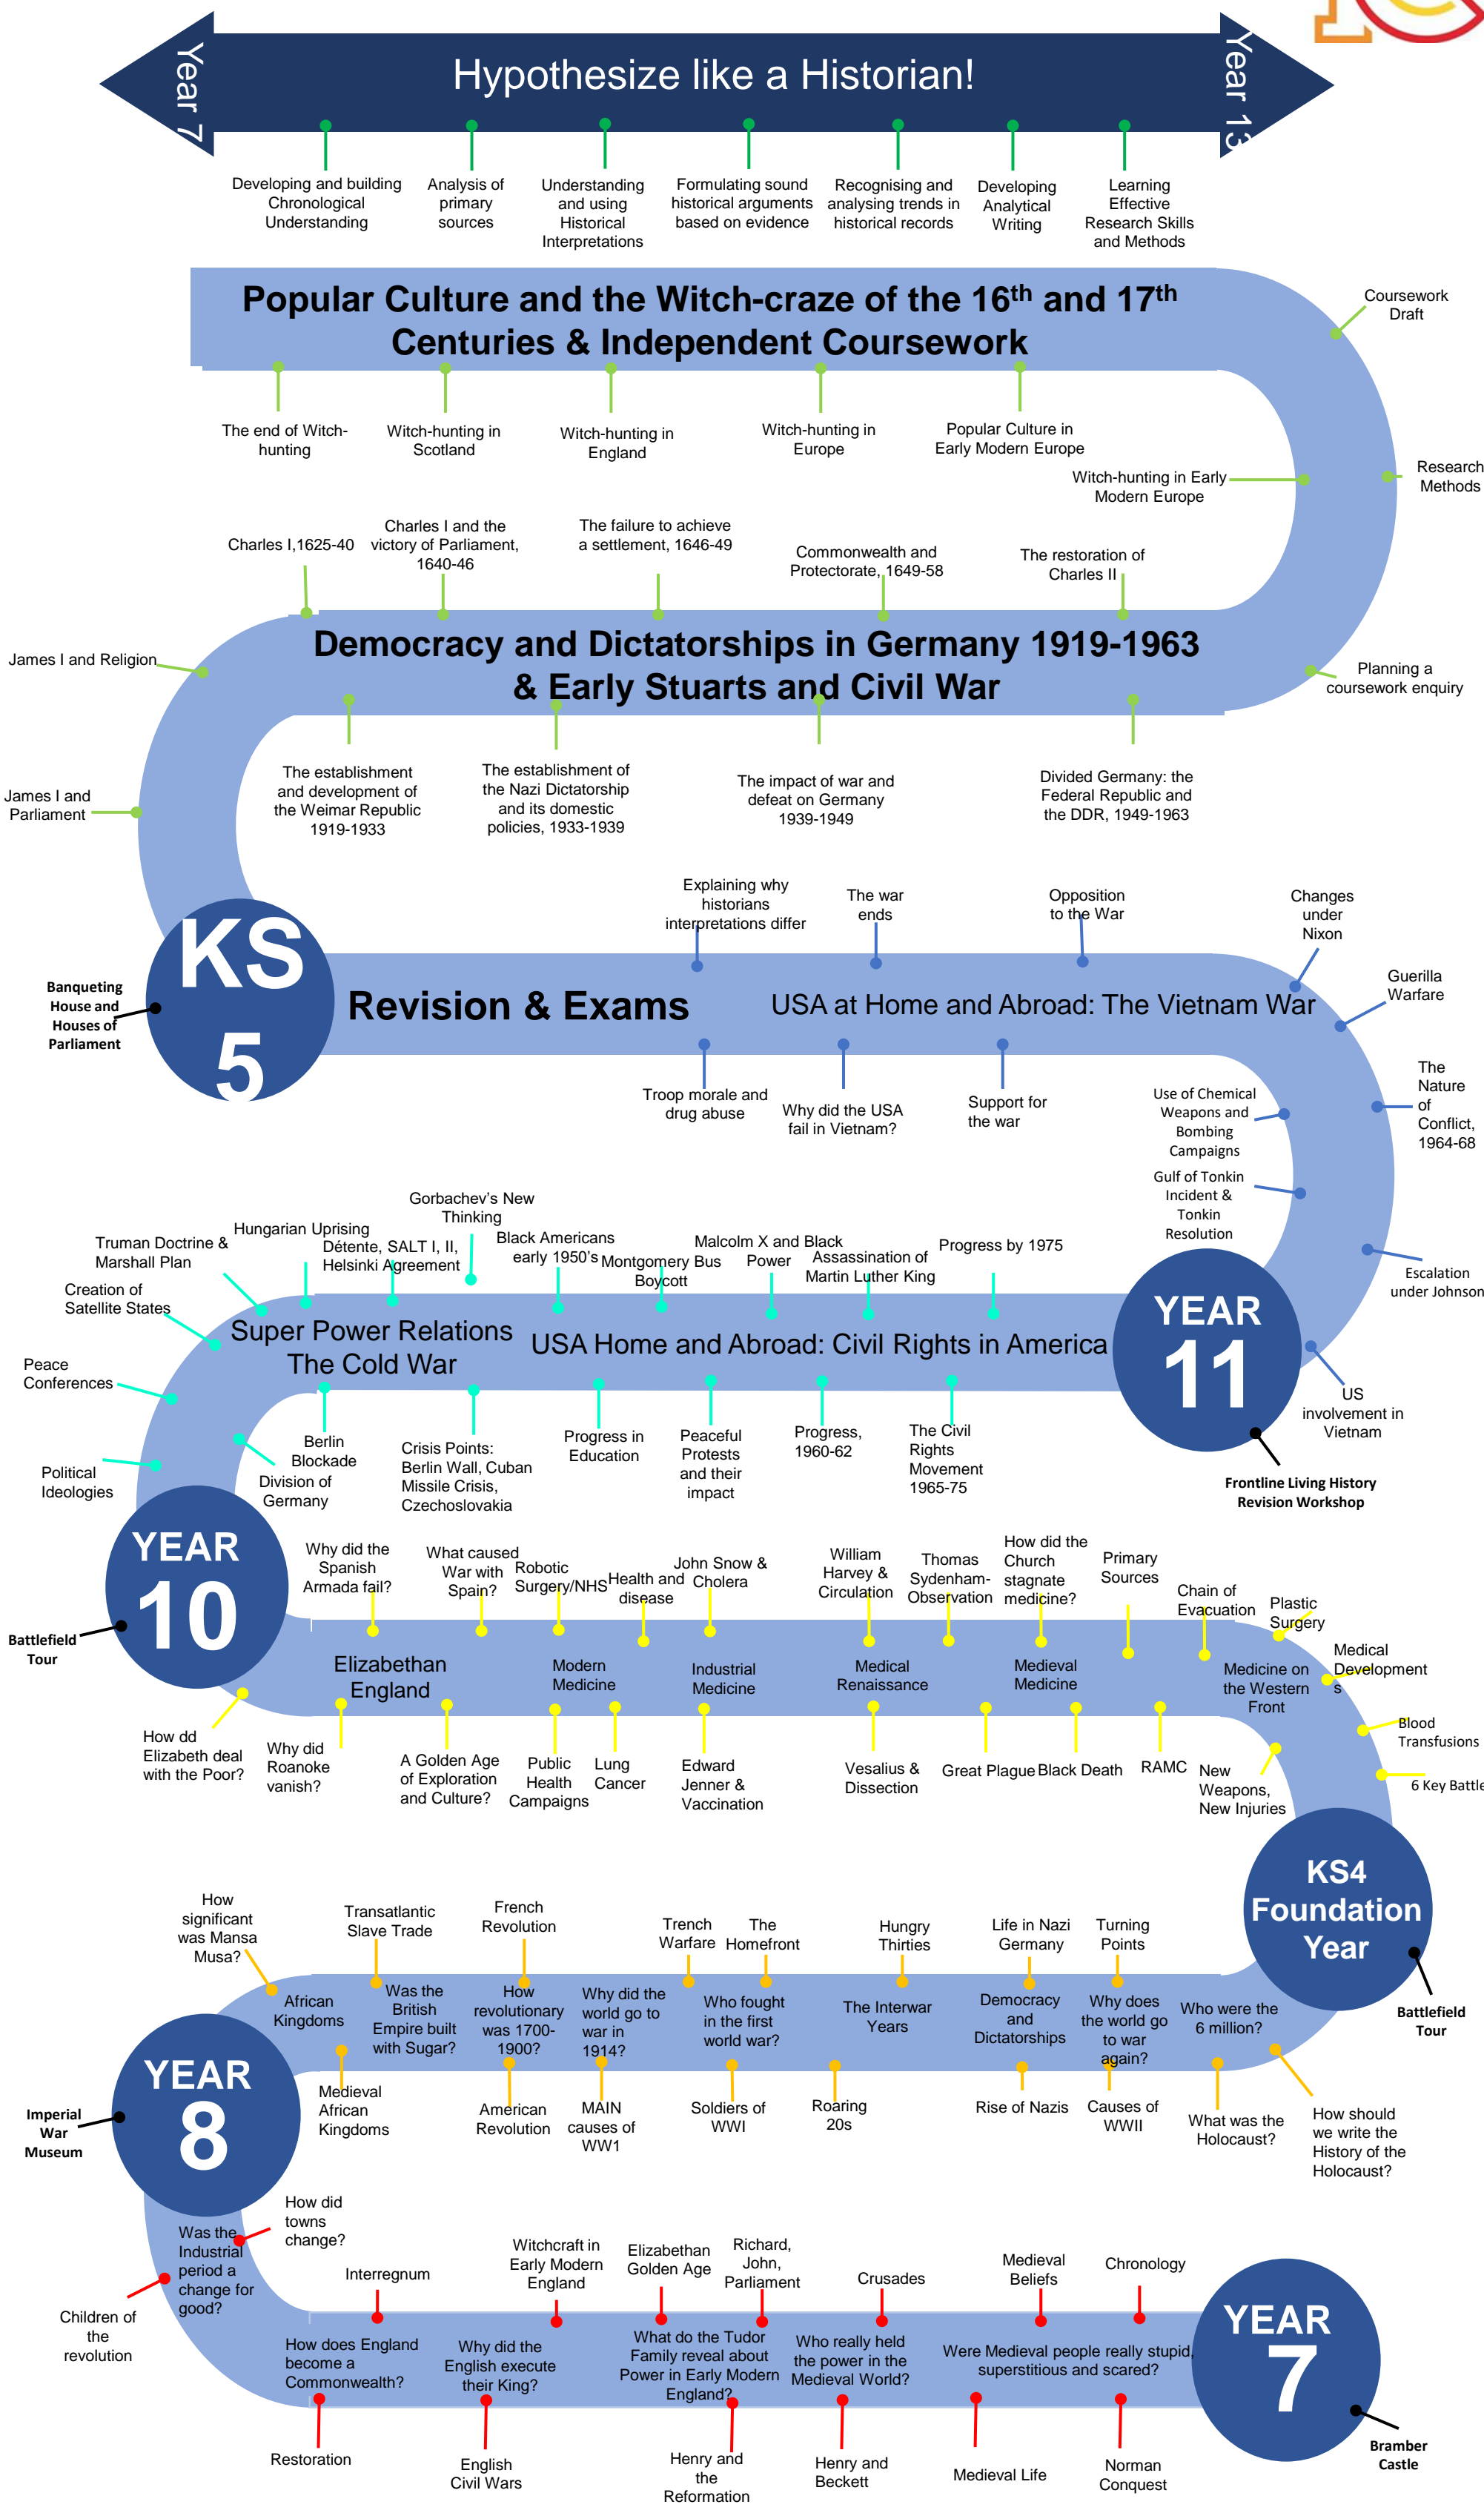 Year 7
Hypothesize like a Historian!
Year 13
Developing and building
Chronological
Understanding
Analysis of
primary
sources
Understanding
and using
Historical
Interpretations
Formulating sound
historical arguments
based on evidence
Recognising and
analysing trends in
historical records
Developing
Analytical
Writing
Learning
Effective
Research Skills
and Methods
Popular Culture and the Witch-craze of the 16th and 17th
Centuries & Independent Coursework
Coursework
Draft
The end of Witch-
hunting
Witch-hunting in
Scotland
Witch-hunting in
England
Witch-hunting in
Europe
Popular Culture in
Early Modern Europe
Witch-hunting in Early
Modern Europe
Research
Methods
Charles I,1625-40
Charles I and the
victory of Parliament,
1640-46
The failure to achieve
a settlement, 1646-49
Commonwealth and
Protectorate, 1649-58
The restoration of
Charles II
James I and Religion
Democracy and Dictatorships in Germany 1919-1963
& Early Stuarts and Civil War
Planning a
coursework enquiry
James I and
Parliament
The establishment
and development of
the Weimar Republic
1919-1933
The establishment of
the Nazi Dictatorship
and its domestic
policies, 1933-1939
The impact of war and
defeat on Germany
1939-1949
Divided Germany: the
Federal Republic and
the DDR, 1949-1963
Explaining why
historians
interpretations differ
The war
ends
Opposition
to the War
Changes
under
Nixon
Guerilla
Warfare
KS
5
Banqueting
House and
Houses of
Parliament
Revision & Exams
USA at Home and Abroad: The Vietnam War
Troop morale and
drug abuse
Why did the USA
fail in Vietnam?
Support for
the war
Use of Chemical
Weapons and
Bombing
Campaigns
The
Nature
of
Conflict,
1964-68
Gulf of Tonkin
Incident &
Tonkin
Resolution
Escalation
under Johnson
Truman Doctrine &
Marshall Plan
Hungarian Uprising
Détente, SALT I, II,
Helsinki Agreement
Gorbachev’s New
Thinking
Black Americans
early 1950’s
Montgomery Bus
Boycott
Malcolm X and Black
Power
Assassination of
Martin Luther King
Progress by 1975
Creation of
Satellite States
Peace
Conferences
Political
Ideologies
Super Power Relations
The Cold War
USA Home and Abroad: Civil Rights in America
YEAR
11
US
involvement in
Vietnam
Frontline Living History
Revision Workshop
Berlin
Blockade
Division of
Germany
Crisis Points:
Berlin Wall, Cuban
Missile Crisis,
Czechoslovakia
Progress in
Education
Peaceful
Protests
and their
impact
Progress,
1960-62
The Civil
Rights
Movement
1965-75
YEAR
10
Battlefield
Tour
Why did the
Spanish
Armada fail?
What caused
War with
Spain?
Robotic
Surgery/NHS
Health and
disease
John Snow &
Cholera
William
Harvey &
Circulation
Thomas
Sydenham-
Observation
How did the
Church
stagnate
medicine?
Primary
Sources
Chain of
Evacuation
Plastic
Surgery
Medical
Development
s
Blood
Transfusions
6 Key Battle
Elizabethan
England
Modern
Medicine
Industrial
Medicine
Medical
Renaissance
Medieval
Medicine
Medicine on
the Western
Front
How dd
Elizabeth deal
with the Poor?
Why did
Roanoke
vanish?
A Golden Age
of Exploration
and Culture?
Public
Health
Campaigns
Lung
Cancer
Edward
Jenner &
Vaccination
Vesalius &
Dissection
Great Plague
Black Death
RAMC
New
Weapons,
New Injuries
KS4
Foundation
Year
Battlefield
Tour
How
significant
was Mansa
Musa?
Transatlantic
Slave Trade
French
Revolution
Trench
Warfare
The
Homefront
Hungry
Thirties
Life in Nazi
Germany
Turning
Points
African
Kingdoms
Was the
British
Empire built
with Sugar?
How
revolutionary
was 1700-
1900?
Why did the
world go to
war in
1914?
Who fought
in the first
world war?
The Interwar
Years
Democracy
and
Dictatorships
Why does
the world go
to war
again?
Who were the
6 million?
YEAR
8
Imperial
War
Museum
Medieval
African
Kingdoms
American
Revolution
MAIN
causes of
WW1
Soldiers of
WWI
Roaring
20s
Rise of Nazis
Causes of
WWII
What was the
Holocaust?
How should
we write the
History of the
Holocaust?
How did
towns
change?
Was the
Industrial
period a
change for
good?
Children of
the
revolution
Interregnum
Witchcraft in
Early Modern
England
Elizabethan
Golden Age
Richard,
John,
Parliament
Crusades
Medieval
Beliefs
Chronology
How does England
become a
Commonwealth?
Why did the
English execute
their King?
What do the Tudor
Family reveal about
Power in Early Modern
England?
Who really held
the power in the
Medieval World?
Were Medieval people really stupid,
superstitious and scared?
YEAR
7
Bramber
Castle
Restoration
English
Civil Wars
Henry and
the
Reformation
Henry and
Beckett
Medieval Life
Norman
Conquest